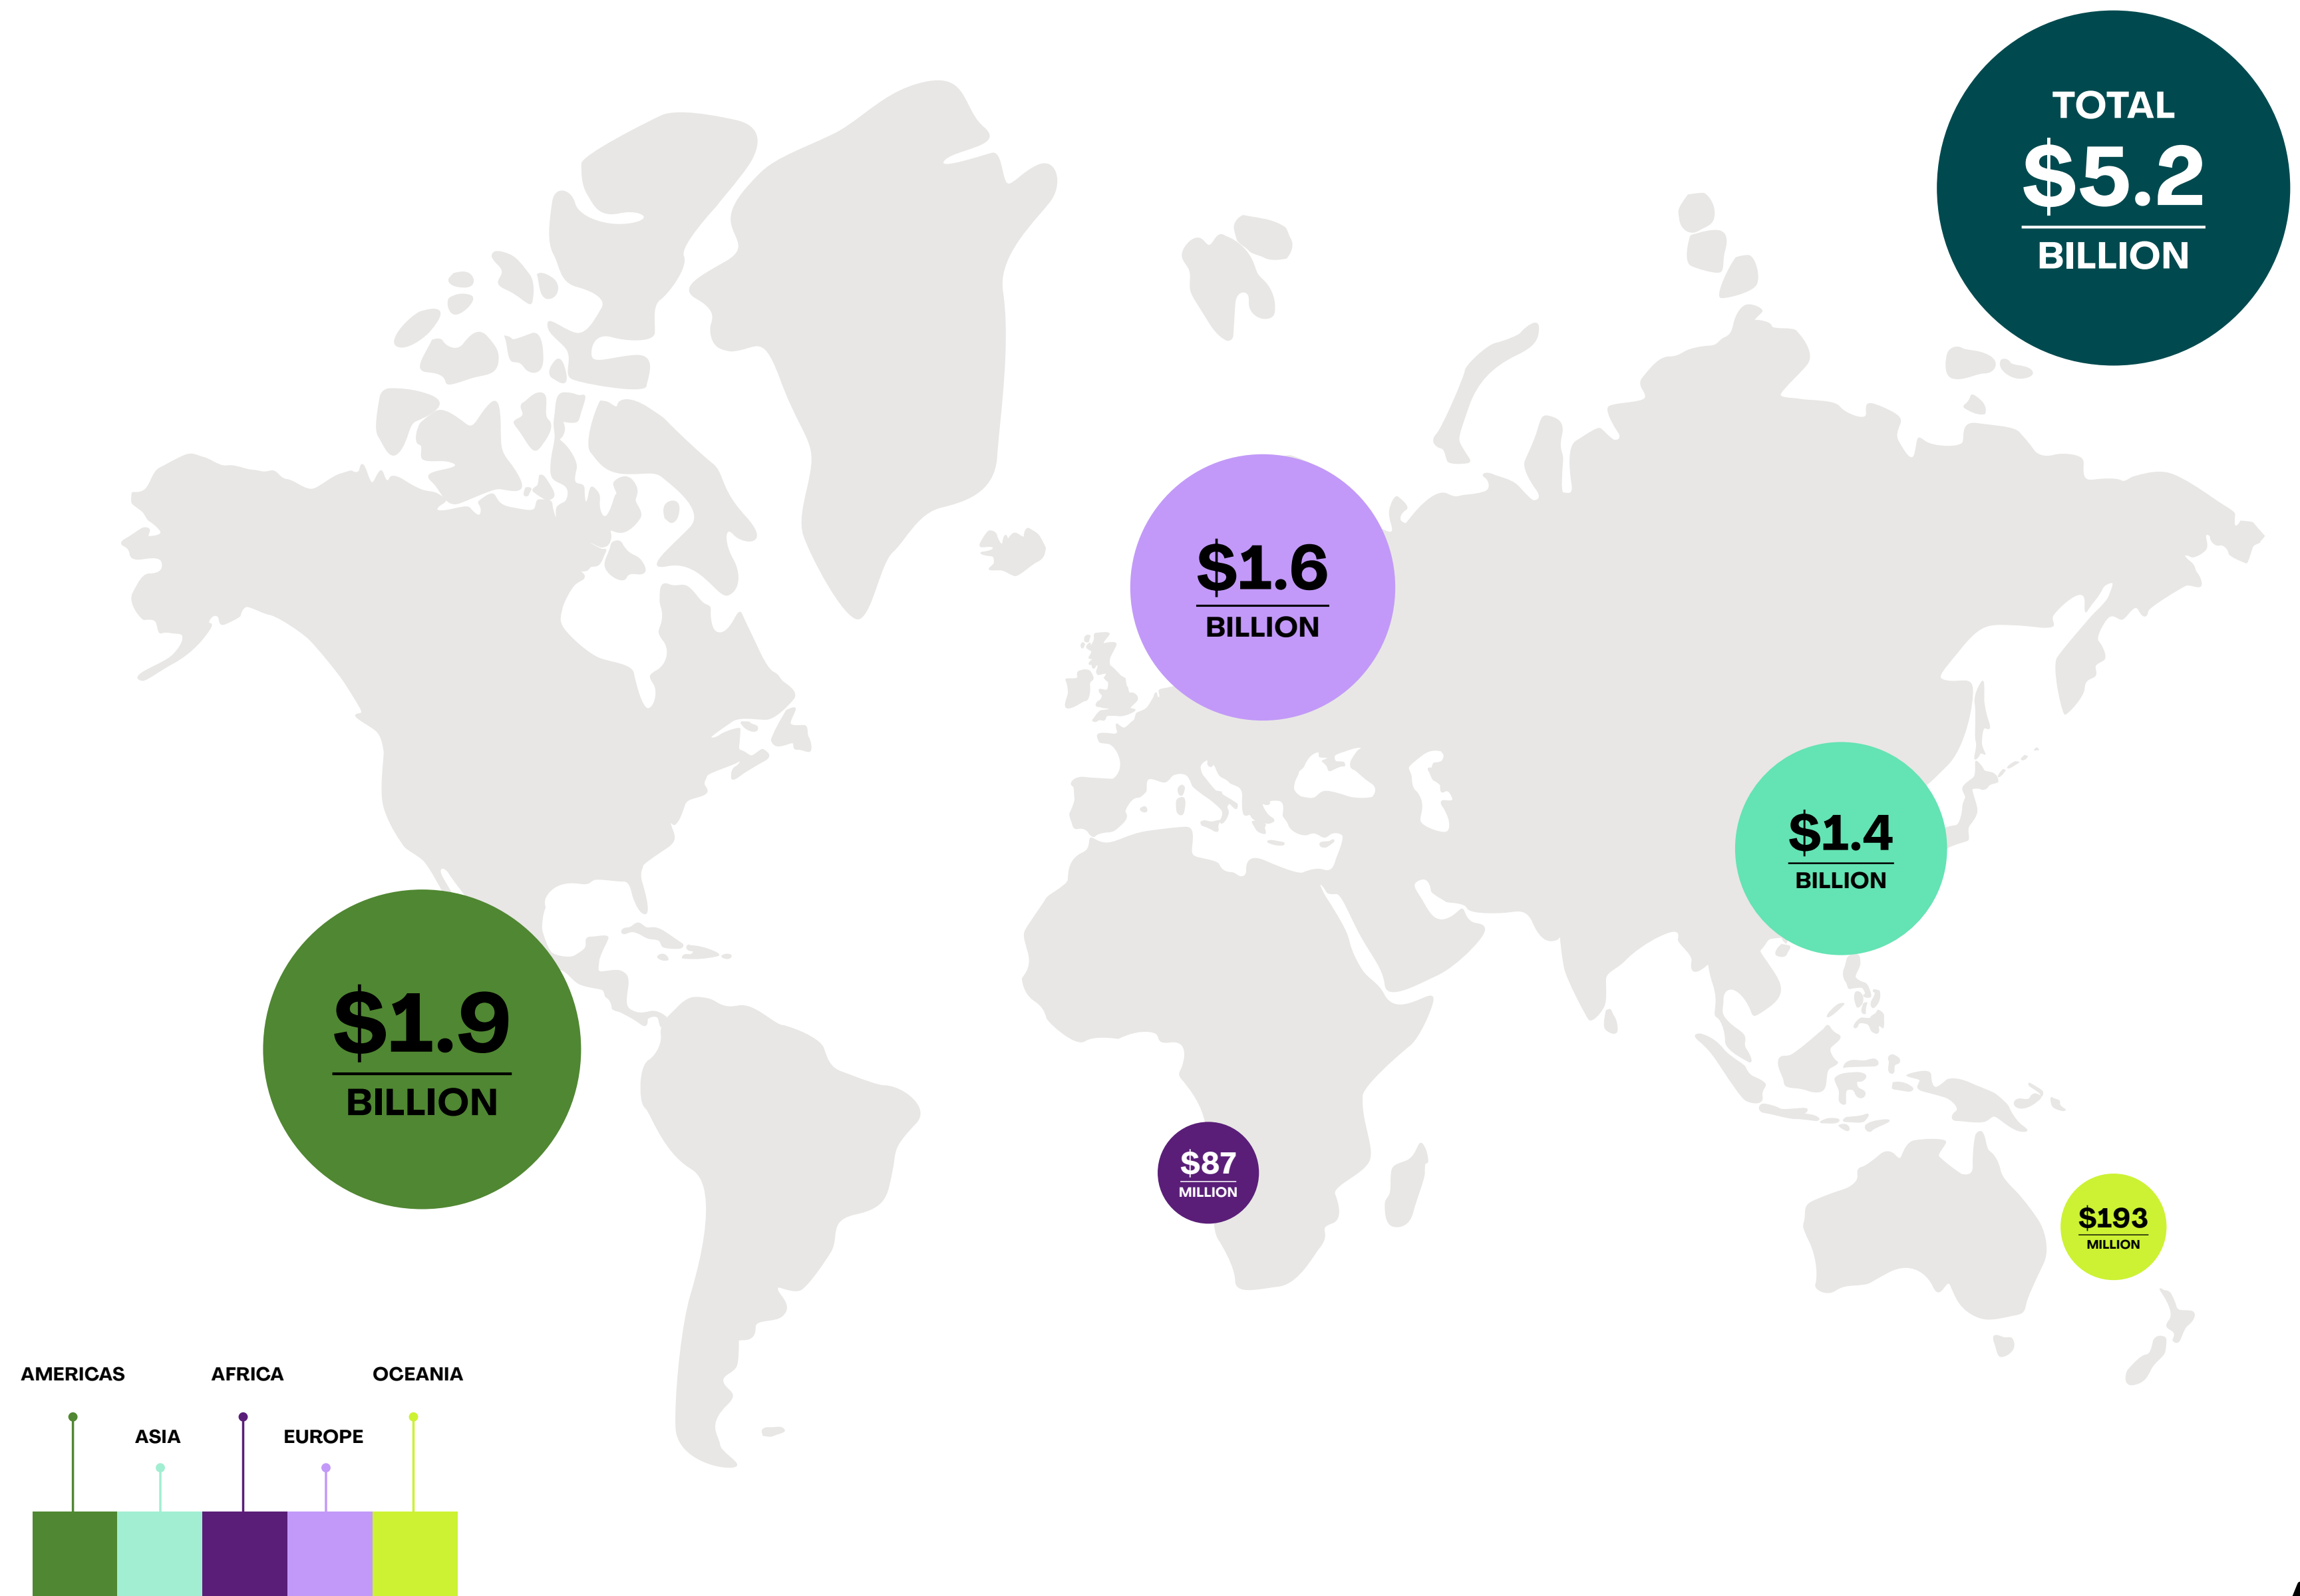 TOTAL
$5.2
BILLION
$1.6
BILLION
$1.4
BILLION
$1.9
BILLION
$87
MILLION
$193
MILLION
AMERICAS
AFRICA
OCEANIA
ASIA
EUROPE